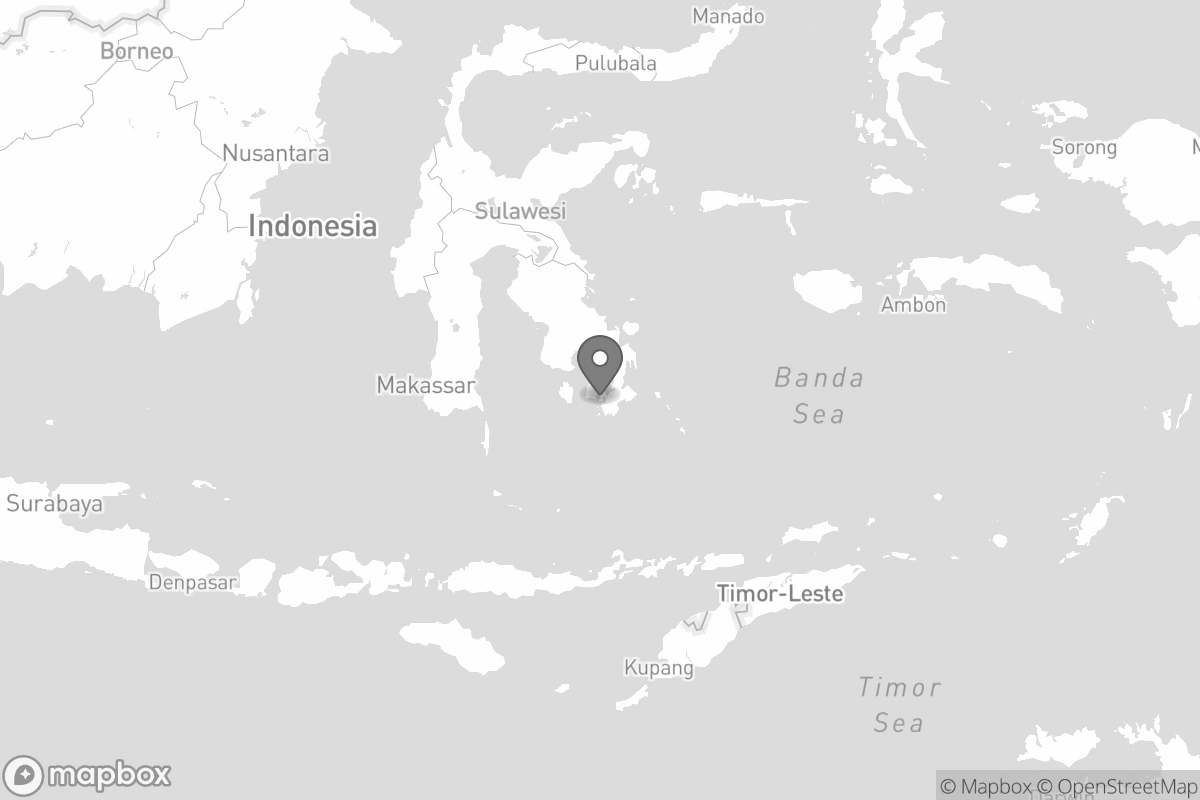 Manado
Borneo
Pulubala
Sorong
Nusantara
Sulawesi
Indonesia
Ambon
Banda
Sea
Makassar
Surabaya
Denpasar
Timor-Leste
Kupang
Timor
Sea
mapbox
© Mapbox © OpenStreetMap